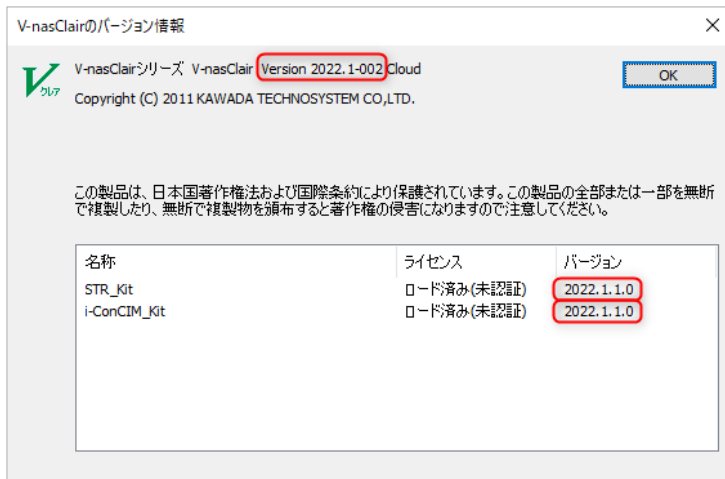 V-nasClairのバージョン情報
V-nasClairシリーズ V-nasClair Version 2022.1-002 Cloud
OK
Vクレア
Copyright (C) 2011 KAWADA TECHNOSYSTEM CO,LTD.
この製品は、日本国著作権法および国際条約により保護されています。この製品の全部または一部を無断
で複製したり、無断で複製物を頒布すると著作権の侵害になりますので注意してください。
名称 ライセンス バージョン
STR_Kit ロード済み(未認証) 2022.1.1.0
i-ConCIM_Kit ロード済み(未認証) 2022.1.1.0